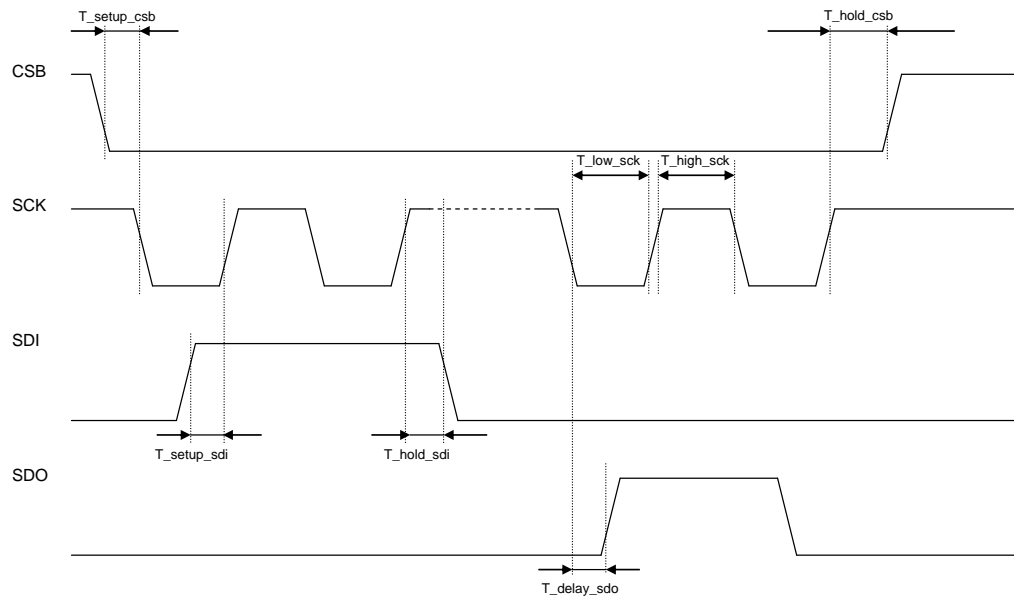 T_setup_csb
T_hold_csb
CSB
T_low_sck
T_high_sck
SCK
SDI
T_setup_sdi
T_hold_sdi
SDO
T_delay_sdo